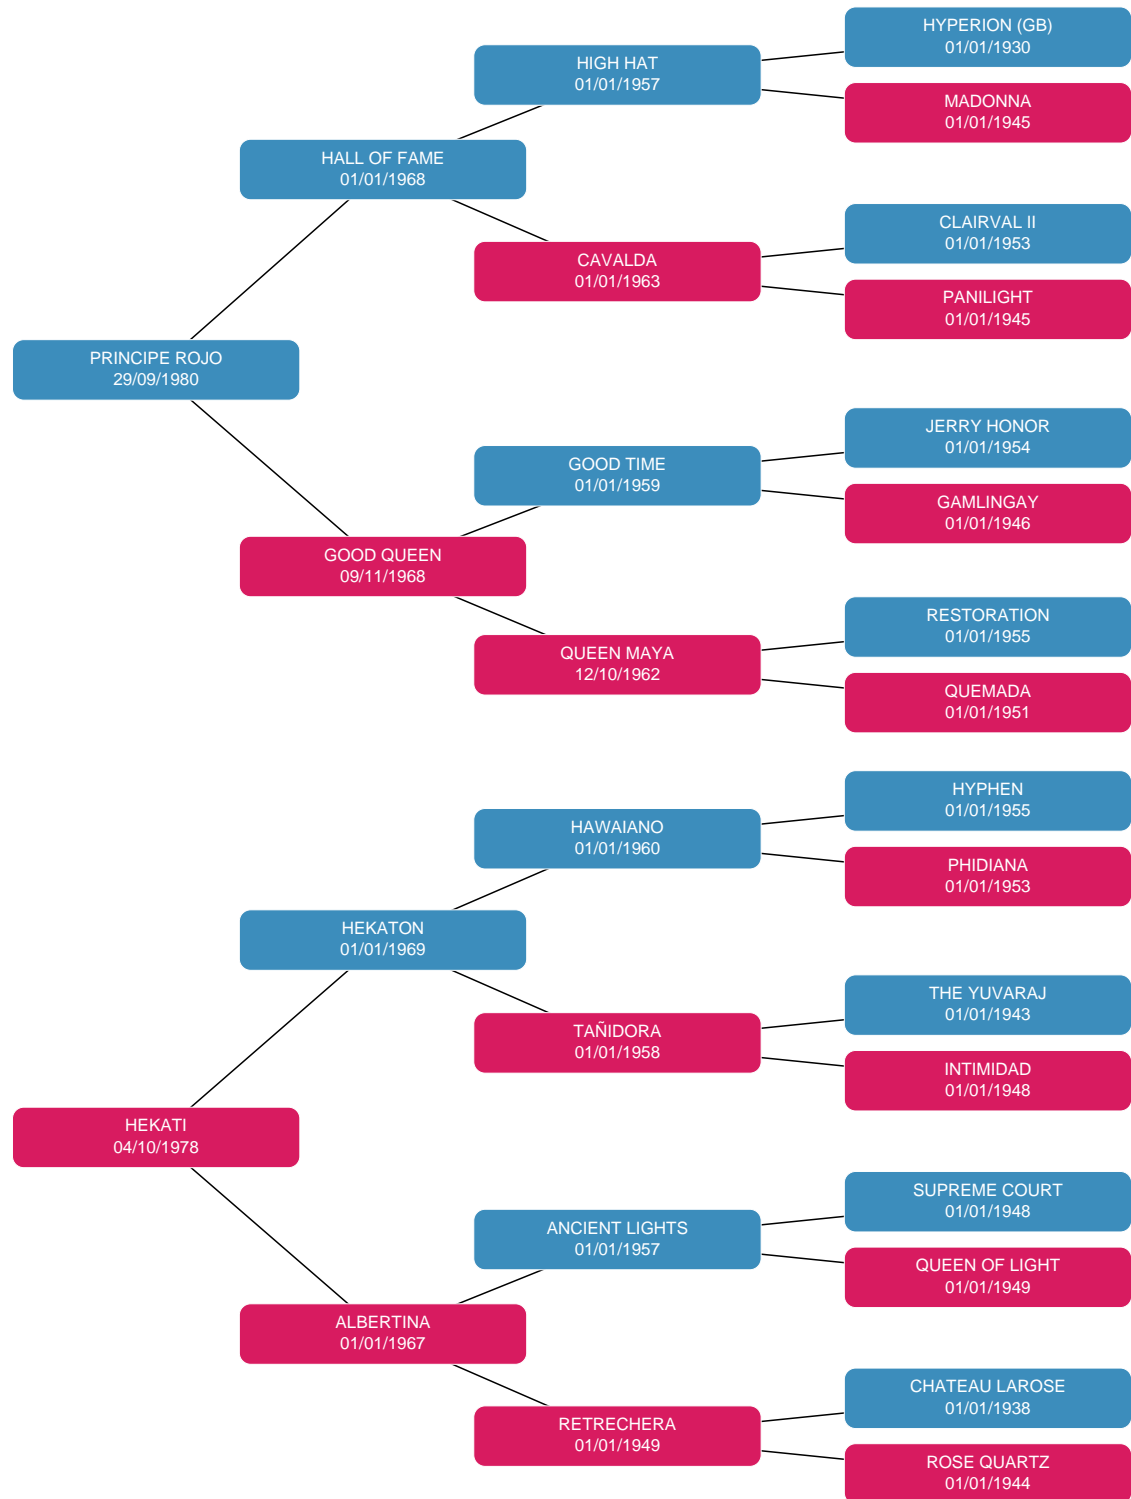 HYPERION (GB)
01/01/1930
HIGH HAT
01/01/1957
MADONNA
01/01/1945
HALL OF FAME
01/01/1968
CLAIRVAL II
01/01/1953
CAVALDA
01/01/1963
PANILIGHT
01/01/1945
PRINCIPE ROJO
29/09/1980
JERRY HONOR
01/01/1954
GOOD TIME
01/01/1959
GAMLINGAY
01/01/1946
GOOD QUEEN
09/11/1968
RESTORATION
01/01/1955
QUEEN MAYA
12/10/1962
QUEMADA
01/01/1951
HYPHEN
01/01/1955
HAWAIANO
01/01/1960
PHIDIANA
01/01/1953
HEKATON
01/01/1969
THE YUVARAJ
01/01/1943
TAÑIDORA
01/01/1958
INTIMIDAD
01/01/1948
HEKATI
04/10/1978
SUPREME COURT
01/01/1948
ANCIENT LIGHTS
01/01/1957
QUEEN OF LIGHT
01/01/1949
ALBERTINA
01/01/1967
CHATEAU LAROSE
01/01/1938
RETRECHERA
01/01/1949
ROSE QUARTZ
01/01/1944